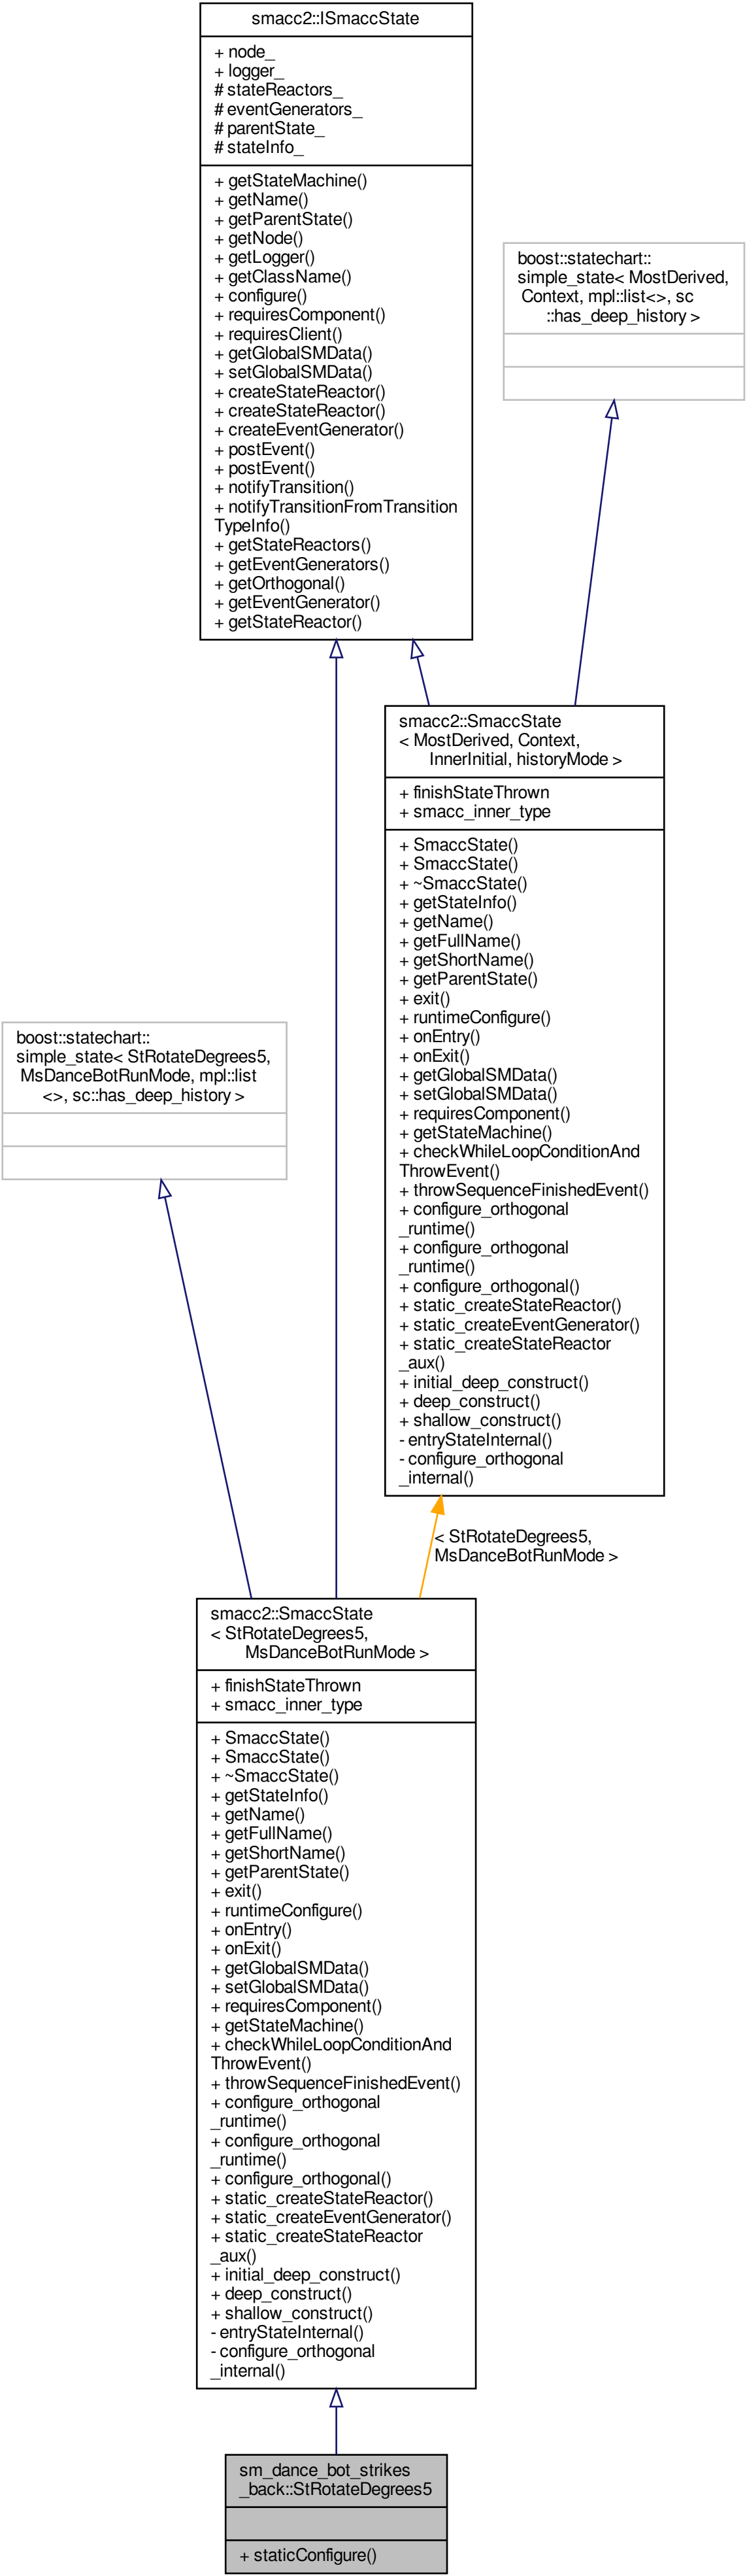 smacc2::ISmaccState
+ node_
+ logger_
# stateReactors_
# eventGenerators_
# parentState_
# stateInfo_
+ getStateMachine()
+ getName()
+ getParentState()
+ getNode()
+ getLogger()
+ getClassName()
+ configure()
+ requiresComponent()
+ requiresClient()
+ getGlobalSMData()
+ setGlobalSMData()
+ createStateReactor()
+ createStateReactor()
+ createEventGenerator()
+ postEvent()
+ postEvent()
+ notifyTransition()
+ notifyTransitionFromTransition
TypeInfo()
+ getStateReactors()
+ getEventGenerators()
+ getOrthogonal()
+ getEventGenerator()
+ getStateReactor()
boost::statechart::
simple_state< MostDerived,
Context, mpl::list<>, sc
::has_deep_history >
smacc2::SmaccState
< MostDerived, Context,
InnerInitial, historyMode >
+ finishStateThrown
+ smacc_inner_type
+ SmaccState()
+ SmaccState()
+ ~SmaccState()
+ getStateInfo()
+ getName()
+ getFullName()
+ getShortName()
+ getParentState()
+ exit()
+ runtimeConfigure()
+ onEntry()
+ onExit()
+ getGlobalSMData()
+ setGlobalSMData()
+ requiresComponent()
+ getStateMachine()
+ checkWhileLoopConditionAnd
ThrowEvent()
+ throwSequenceFinishedEvent()
+ configure_orthogonal
_runtime()
+ configure_orthogonal
_runtime()
+ configure_orthogonal()
+ static_createStateReactor()
+ static_createEventGenerator()
+ static_createStateReactor
_aux()
+ initial_deep_construct()
+ deep_construct()
+ shallow_construct()
- entryStateInternal()
- configure_orthogonal
_internal()
boost::statechart::
simple_state< StRotateDegrees5,
MsDanceBotRunMode, mpl::list
<>, sc::has_deep_history >
< StRotateDegrees5,
MsDanceBotRunMode >
smacc2::SmaccState
< StRotateDegrees5,
MsDanceBotRunMode >
+ finishStateThrown
+ smacc_inner_type
+ SmaccState()
+ SmaccState()
+ ~SmaccState()
+ getStateInfo()
+ getName()
+ getFullName()
+ getShortName()
+ getParentState()
+ exit()
+ runtimeConfigure()
+ onEntry()
+ onExit()
+ getGlobalSMData()
+ setGlobalSMData()
+ requiresComponent()
+ getStateMachine()
+ checkWhileLoopConditionAnd
ThrowEvent()
+ throwSequenceFinishedEvent()
+ configure_orthogonal
_runtime()
+ configure_orthogonal
_runtime()
+ configure_orthogonal()
+ static_createStateReactor()
+ static_createEventGenerator()
+ static_createStateReactor
_aux()
+ initial_deep_construct()
+ deep_construct()
+ shallow_construct()
- entryStateInternal()
- configure_orthogonal
_internal()
sm_dance_bot_strikes
_back::StRotateDegrees5
+ staticConfigure()